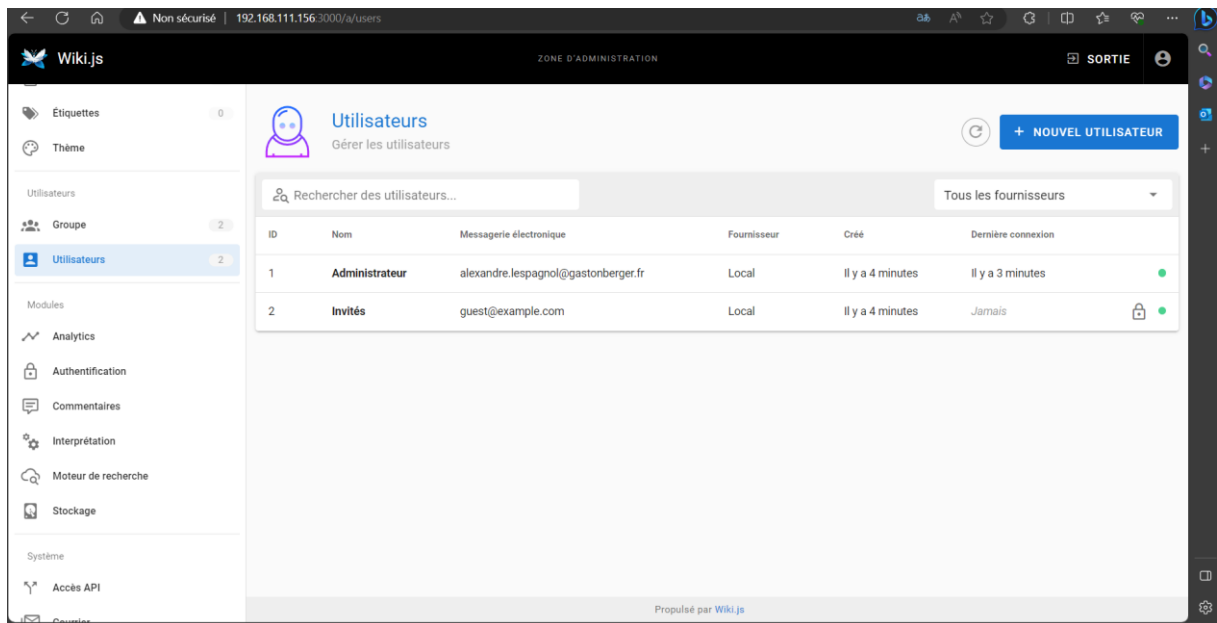 Non sécurisé | 192.168.111.156:3000/a/users
Wiki.js
ZONE D'ADMINISTRATION
SORTIE
Étiquettes 0
Thème
Utilisateurs
Groupe 2
Utilisateurs 2
Modules
Analytics
Authentification
Commentaires
Interprétation
Moteur de recherche
Stockage
Système
Accès API
Courrier
Utilisateurs
Gérer les utilisateurs
+ NOUVEL UTILISATEUR
Rechercher des utilisateurs...
Tous les fournisseurs
ID Nom Messagerie électronique Fournisseur Créé Dernière connexion
1 Administrateur alexandre.lespagnol@gastonberger.fr Local Il y a 4 minutes Il y a 3 minutes
2 Invités guest@example.com Local Il y a 4 minutes Jamais
Propulsé par Wiki.js